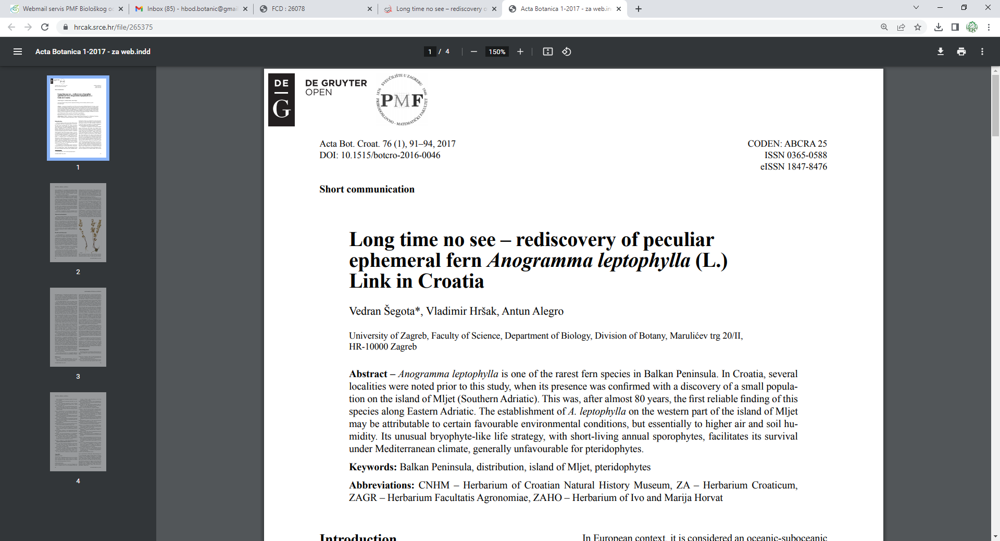 Webmail servis PMF Biološkog oc
Inbox (85) - hbod.botanic@gmai
FCD : 26078
Long time no see – rediscovery o
Acta Botanica 1-2017 - za web.in
hrcak.srce.hr/file/265375
Acta Botanica 1-2017 - za web.indd
1 / 4
150%
1
2
3
4
DE
G
DE GRUYTER
OPEN
SVEUČILIŠTE U ZAGREBU
1876
PMF
1946
PRIRODOSLOVNO - MATEMATIČKI FAKULTET
Acta Bot. Croat. 76 (1), 91–94, 2017
CODEN: ABCRA 25
DOI: 10.1515/botcro-2016-0046
ISSN 0365-0588
eISSN 1847-8476
Short communication
Long time no see – rediscovery of peculiar
ephemeral fern Anogramma leptophylla (L.)
Link in Croatia
Vedran Šegota*, Vladimir Hršak, Antun Alegro
University of Zagreb, Faculty of Science, Department of Biology, Division of Botany, Marulićev trg 20/II,
HR-10000 Zagreb
Abstract – Anogramma leptophylla is one of the rarest fern species in Balkan Peninsula. In Croatia, several
localities were noted prior to this study, when its presence was confirmed with a discovery of a small popula-
tion on the island of Mljet (Southern Adriatic). This was, after almost 80 years, the first reliable finding of this
species along Eastern Adriatic. The establishment of A. leptophylla on the western part of the island of Mljet
may be attributable to certain favourable environmental conditions, but essentially to higher air and soil hu-
midity. Its unusual bryophyte-like life strategy, with short-living annual sporophytes, facilitates its survival
under Mediterranean climate, generally unfavourable for pteridophytes.
Keywords: Balkan Peninsula, distribution, island of Mljet, pteridophytes
Abbreviations: CNHM – Herbarium of Croatian Natural History Museum, ZA – Herbarium Croaticum,
ZAGR – Herbarium Facultatis Agronomiae, ZAHO – Herbarium of Ivo and Marija Horvat
Introduction
In European context, it is considered an oceanic-suboceanic